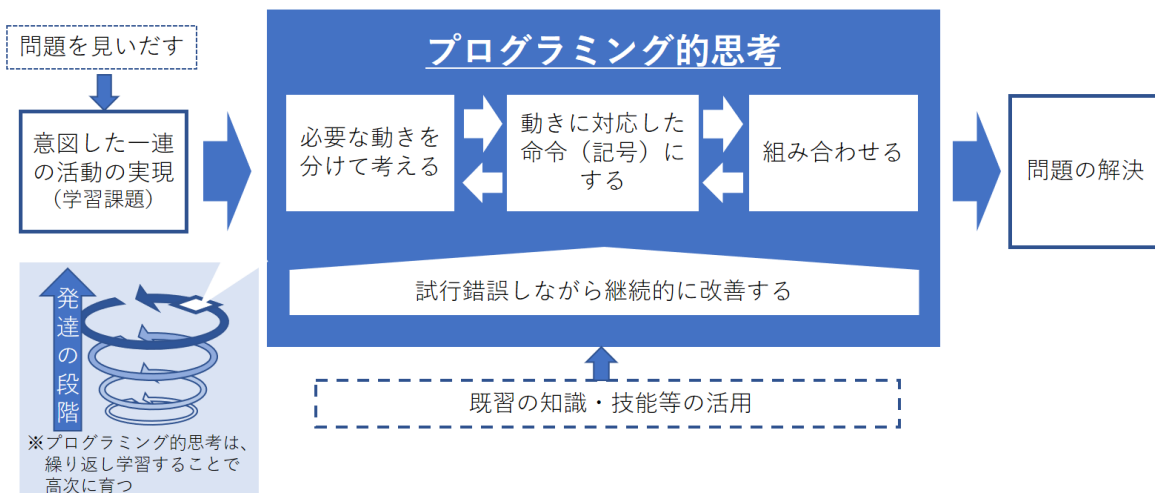 問題を見いだす
意図した一連
の活動の実現
(学習課題)
プログラミング的思考
必要な動きを
分けて考える
動きに対応した
命令（記号）に
する
組み合わせる
試行錯誤しながら継続的に改善する
問題の解決
既習の知識・技能等の活用
発達の段階
※プログラミング的思考は、
繰り返し学習することで
高次に育つ